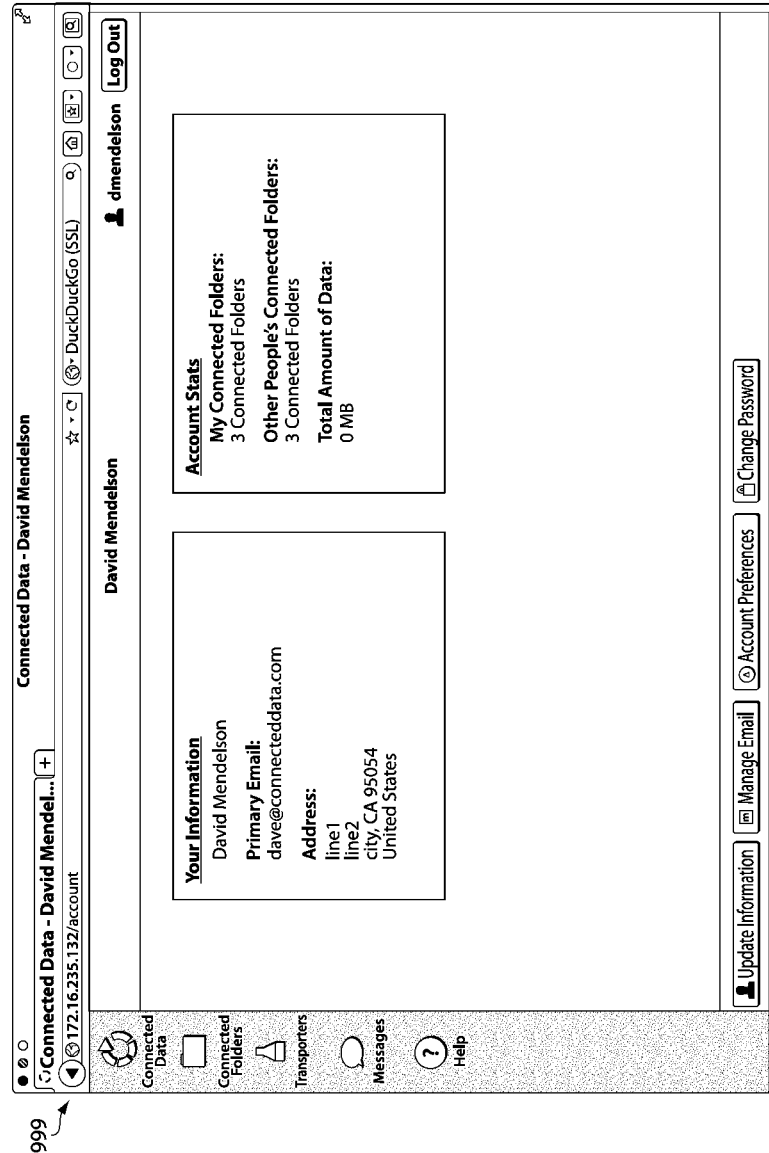 999
Connected Data - David Mendelson
Connected Data - David Mendel... +
172.16.235.132/account
DuckDuckGo (SSL)
David Mendelson
dmendelson
Log Out
Connected
Data
Connected
Folders
Transporters
Messages
?
Help
Your Information
David Mendelson
Primary Email:
dave@connecteddata.com
Address:
line1
line2
city, CA 95054
United States
Account Stats
My Connected Folders:
3 Connected Folders
Other People's Connected Folders:
3 Connected Folders
Total Amount of Data:
0 MB
Update Information
m Manage Email
Account Preferences
Change Password